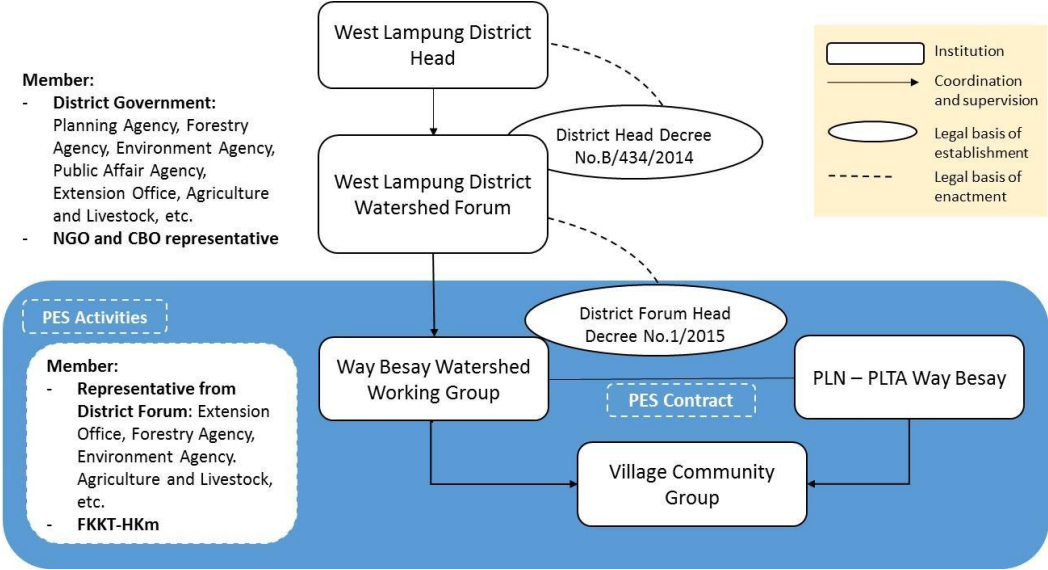 West Lampung District
Head
Member:
- District Government:
Planning Agency, Forestry
Agency, Environment Agency,
Public Affair Agency,
Extension Office, Agriculture
and Livestock, etc.
- NGO and CBO representative
District Head Decree
No.B/434/2014
West Lampung District
Watershed Forum
Institution
Coordination
and supervision
Legal basis of
establishment
Legal basis of
enactment
PES Activities
Member:
- Representative from
District Forum: Extension
Office, Forestry Agency,
Environment Agency.
Agriculture and Livestock,
etc.
- FKKT-HKm
District Forum Head
Decree No.1/2015
Way Besay Watershed
Working Group
PES Contract
PLN – PLTA Way Besay
Village Community
Group